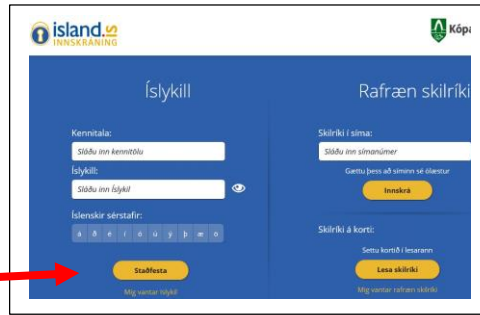 island.is
INNSKRÁNING
Íslykill
Kennitala:
Sláðu inn kennitölu
Íslykill:
Sláðu inn Íslykil
Íslenskir sérstafir:
á ð é í ó ú ý þ æ ö
Staðfesta
Mig vantar Íslykil
Kópa
Rafræn skilríki
Skilríki í síma:
Sláðu inn símanúmer
Gættu þess að síminn sé ólæstur
Innskrá
Skilríki á korti:
Settu kortið í lesarann
Lesa skilríki
Mig vantar rafræn skilríki